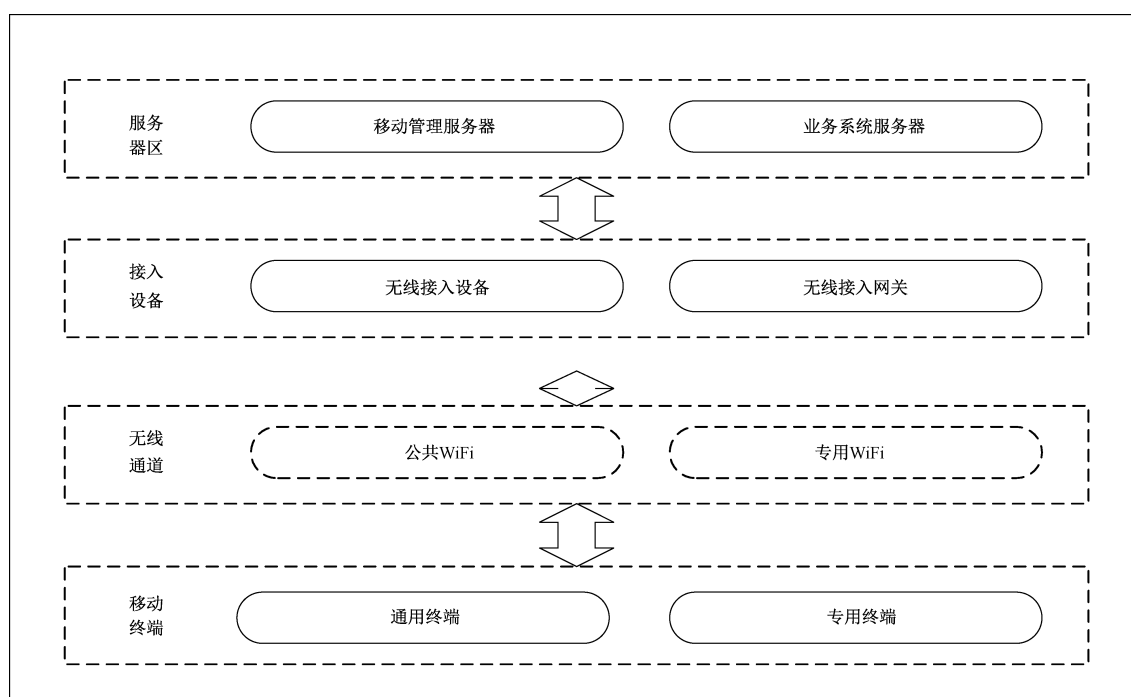 服务
器区
移动管理服务器
业务系统服务器
接入
设备
无线接入设备
无线接入网关
无线
通道
公共WiFi
专用WiFi
移动
终端
通用终端
专用终端